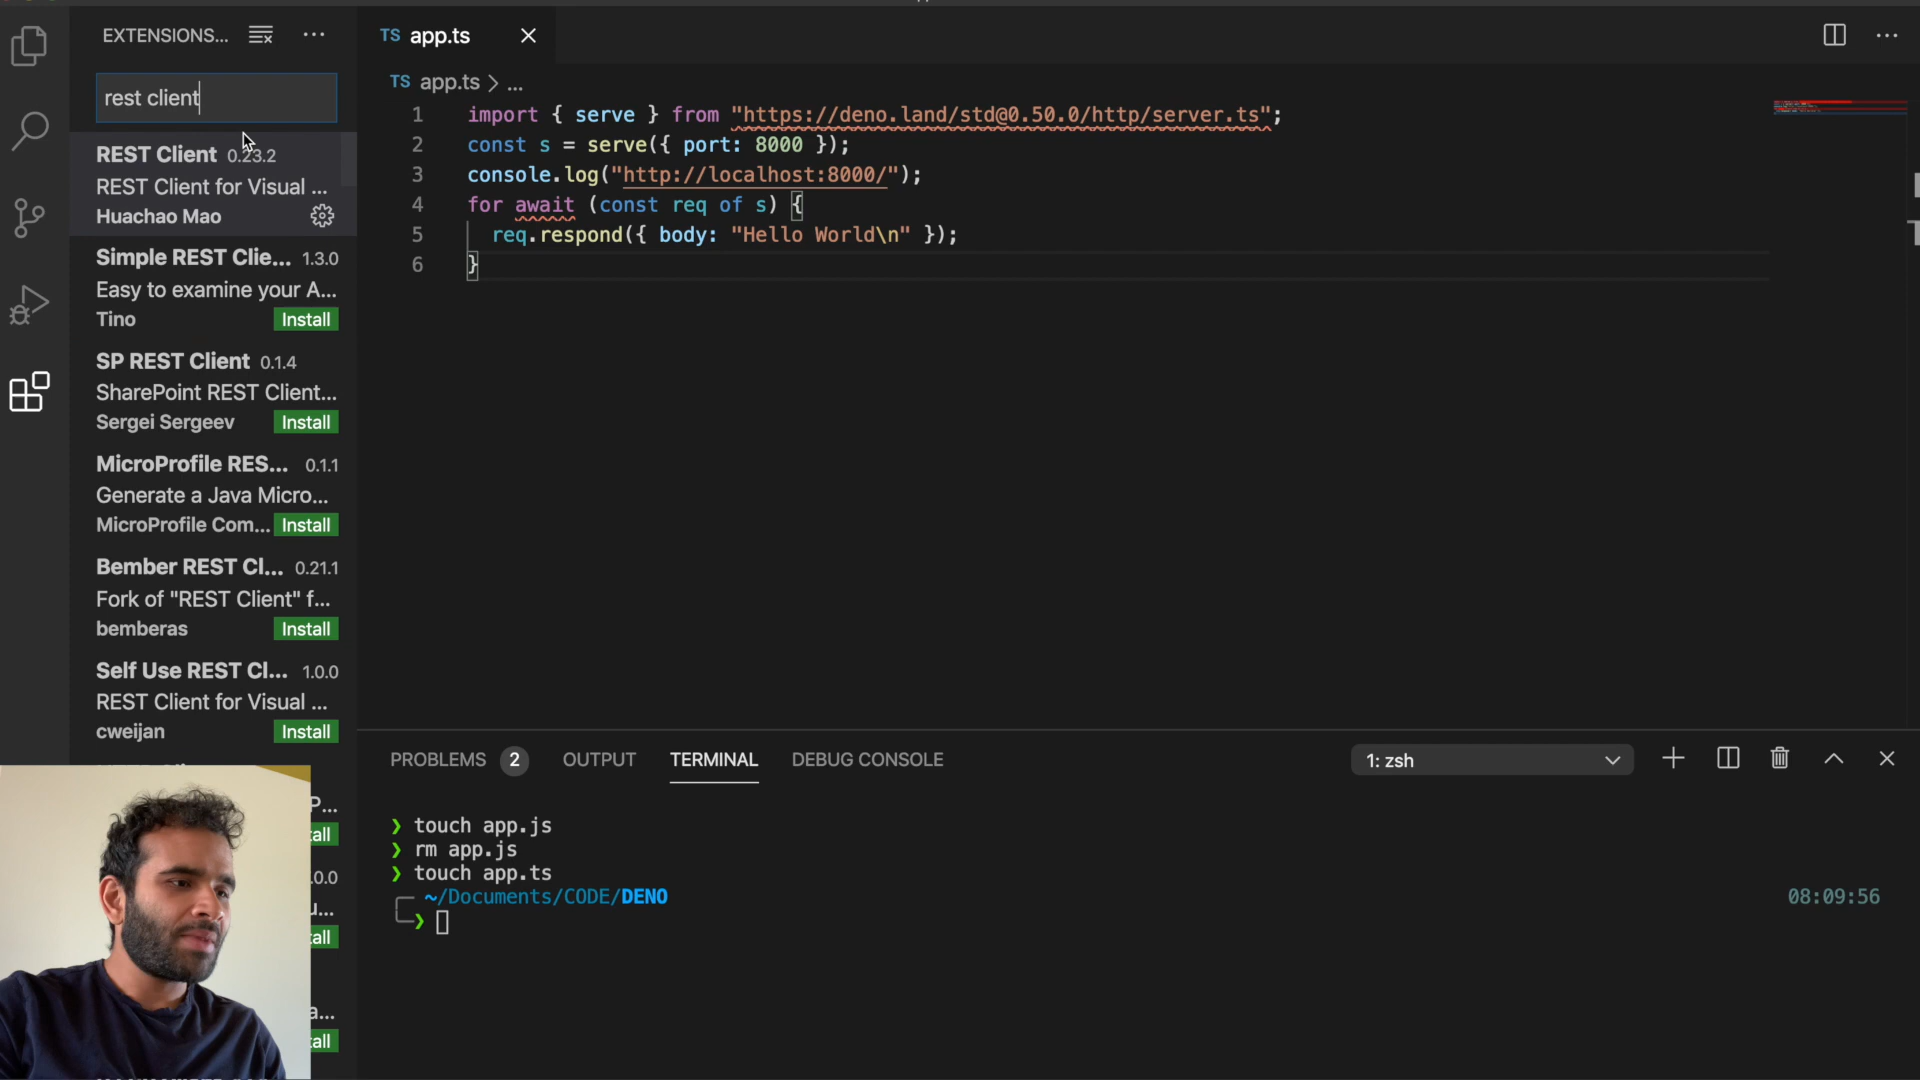 EXTENSIONS...
rest client
REST Client 0.23.2
REST Client for Visual ...
Huachao Mao
Simple REST Clie... 1.3.0
Easy to examine your A...
Tino Install
SP REST Client 0.1.4
SharePoint REST Client...
Sergei Sergeev Install
MicroProfile RES... 0.1.1
Generate a Java Micro...
MicroProfile Com... Install
Bember REST Cl... 0.21.1
Fork of "REST Client" f...
bemberas Install
Self Use REST Cl... 1.0.0
REST Client for Visual ...
cweijan Install
TS app.ts
TS app.ts > ...
1 import { serve } from "https://deno.land/std@0.50.0/http/server.ts";
2 const s = serve({ port: 8000 });
3 console.log("http://localhost:8000/");
4 for await (const req of s) {
5 req.respond({ body: "Hello World\n" });
6 }
PROBLEMS 2 OUTPUT TERMINAL DEBUG CONSOLE 1: zsh
❯ touch app.js
❯ rm app.js
❯ touch app.ts
~/Documents/CODE/DENO 08:09:56
❯